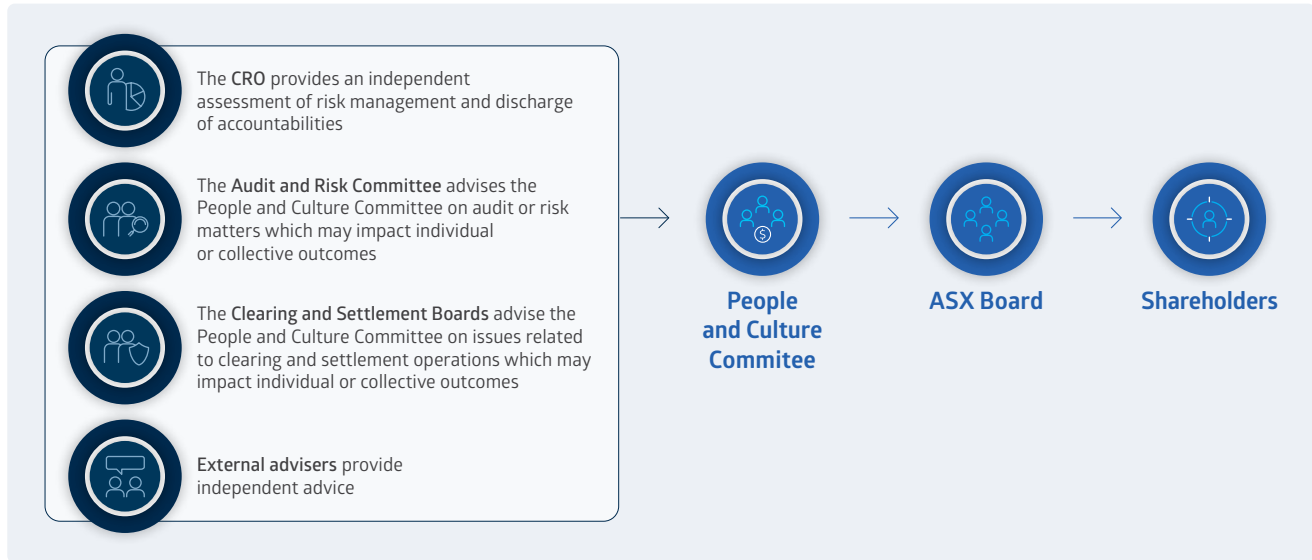 The CRO provides an independent
assessment of risk management and discharge
of accountabilities
The Audit and Risk Committee advises the
People and Culture Committee on audit or risk
matters which may impact individual
or collective outcomes
The Clearing and Settlement Boards advise the
People and Culture Committee on issues related
to clearing and settlement operations which may
impact individual or collective outcomes
External advisers provide
independent advice
$
People
and Culture
Commitee
ASX Board
Shareholders